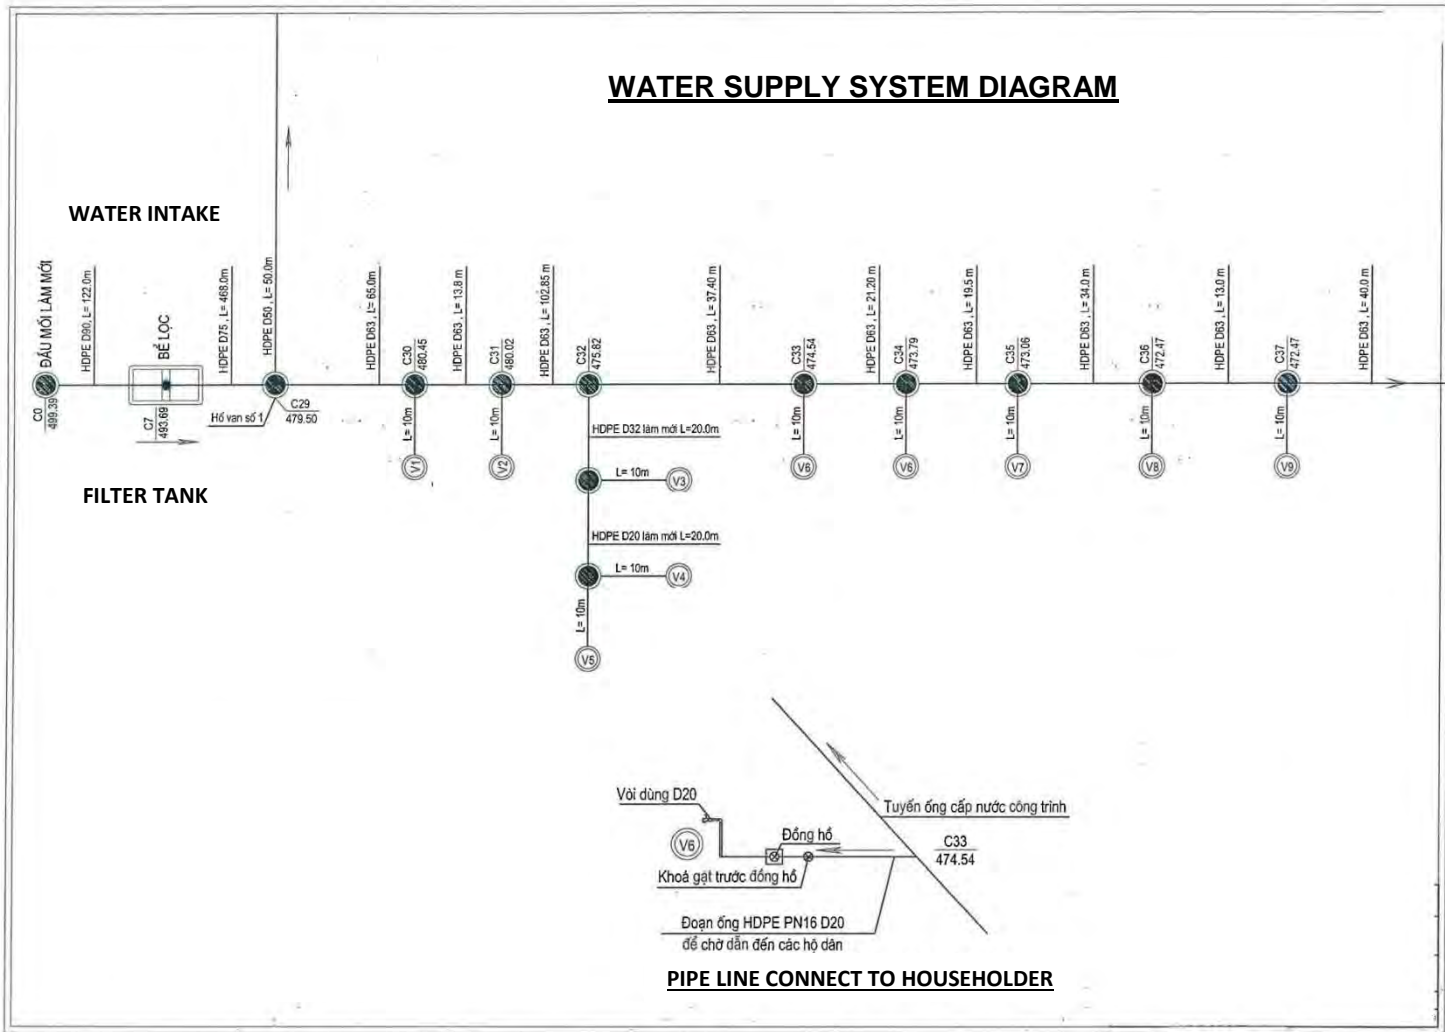 WATER SUPPLY SYSTEM DIAGRAM
WATER INTAKE
ĐẦU MỐI LÀM MỚI
HDPE D90, L= 122.0m
BỂ LỌC
HDPE D75, L= 468.0m
HDPE D50, L= 50.0m
HDPE D63, L= 65.0m
C30
480.45
HDPE D63, L= 13.8 m
C31
480.02
HDPE D63, L= 102.85 m
C32
475.82
HDPE D63, L= 37.40 m
C33
474.54
HDPE D63, L= 21.20 m
C34
473.79
HDPE D63, L= 19.5 m
C35
473.06
HDPE D63, L= 34.0 m
C36
472.47
HDPE D63, L= 13.0 m
C37
472.47
HDPE D63, L= 40.0 m
C0
499.39
C7
493.69
Hố van số 1
C29
479.50
L= 10m
V1
L= 10m
V2
HDPE D32 làm mới L=20.0m
L= 10m
V3
HDPE D20 làm mới L=20.0m
L= 10m
V4
L= 10m
V5
L= 10m
V6
L= 10m
V6
L= 10m
V7
L= 10m
V8
L= 10m
V9
FILTER TANK
Vòi dùng D20
Tuyến ống cấp nước công trình
V6
Đồng hồ
C33
474.54
Khoá gạt trước đồng hồ
Đoạn ống HDPE PN16 D20
để chờ dẫn đến các hộ dân
PIPE LINE CONNECT TO HOUSEHOLDER